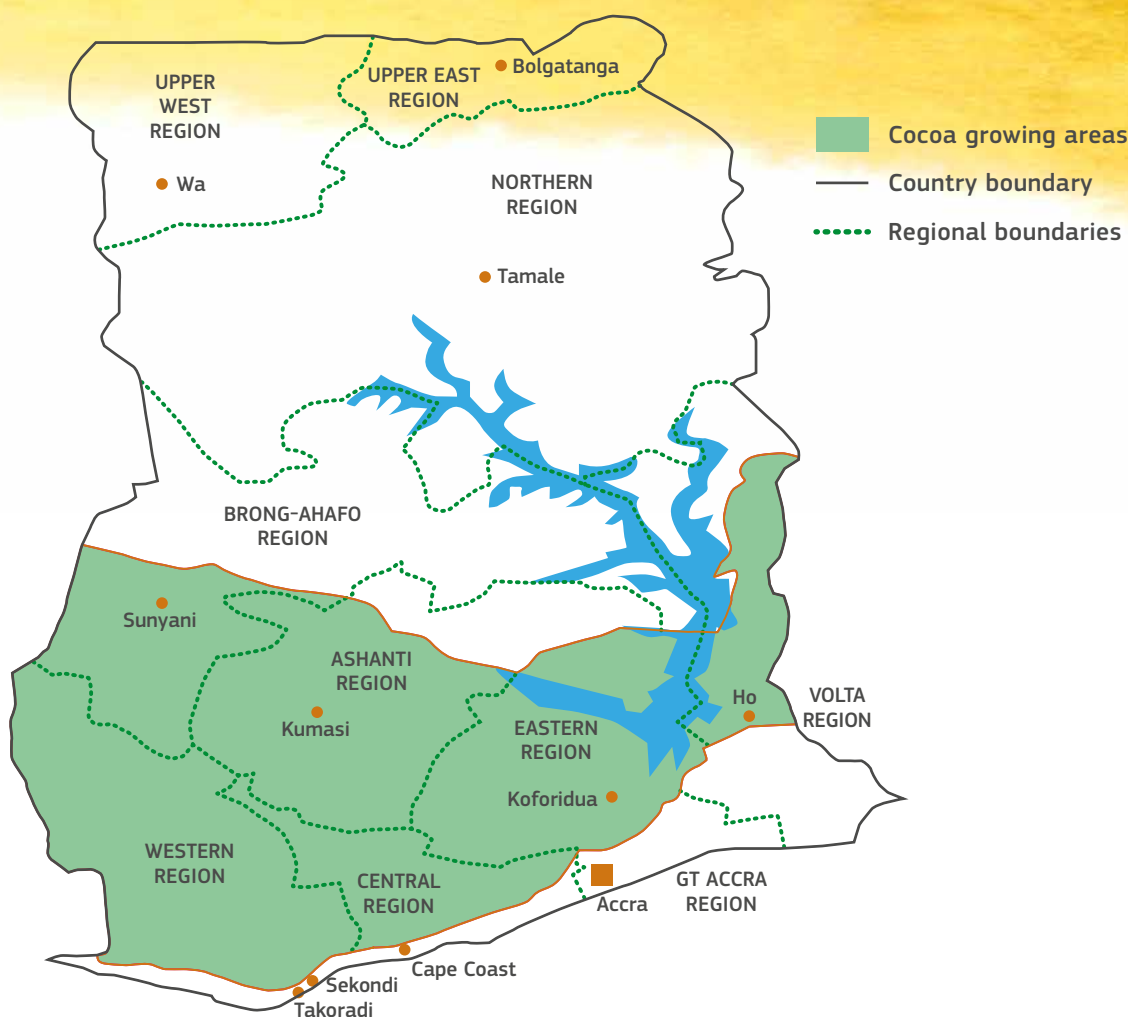 UPPER
WEST
REGION
UPPER EAST
REGION
Bolgatanga
Cocoa growing areas
Country boundary
Regional boundaries
Wa
NORTHERN
REGION
Tamale
BRONG-AHAFO
REGION
Sunyani
ASHANTI
REGION
Kumasi
EASTERN
REGION
Koforidua
Ho
VOLTA
REGION
WESTERN
REGION
CENTRAL
REGION
GT ACCRA
REGION
Accra
Cape Coast
Sekondi
Takoradi